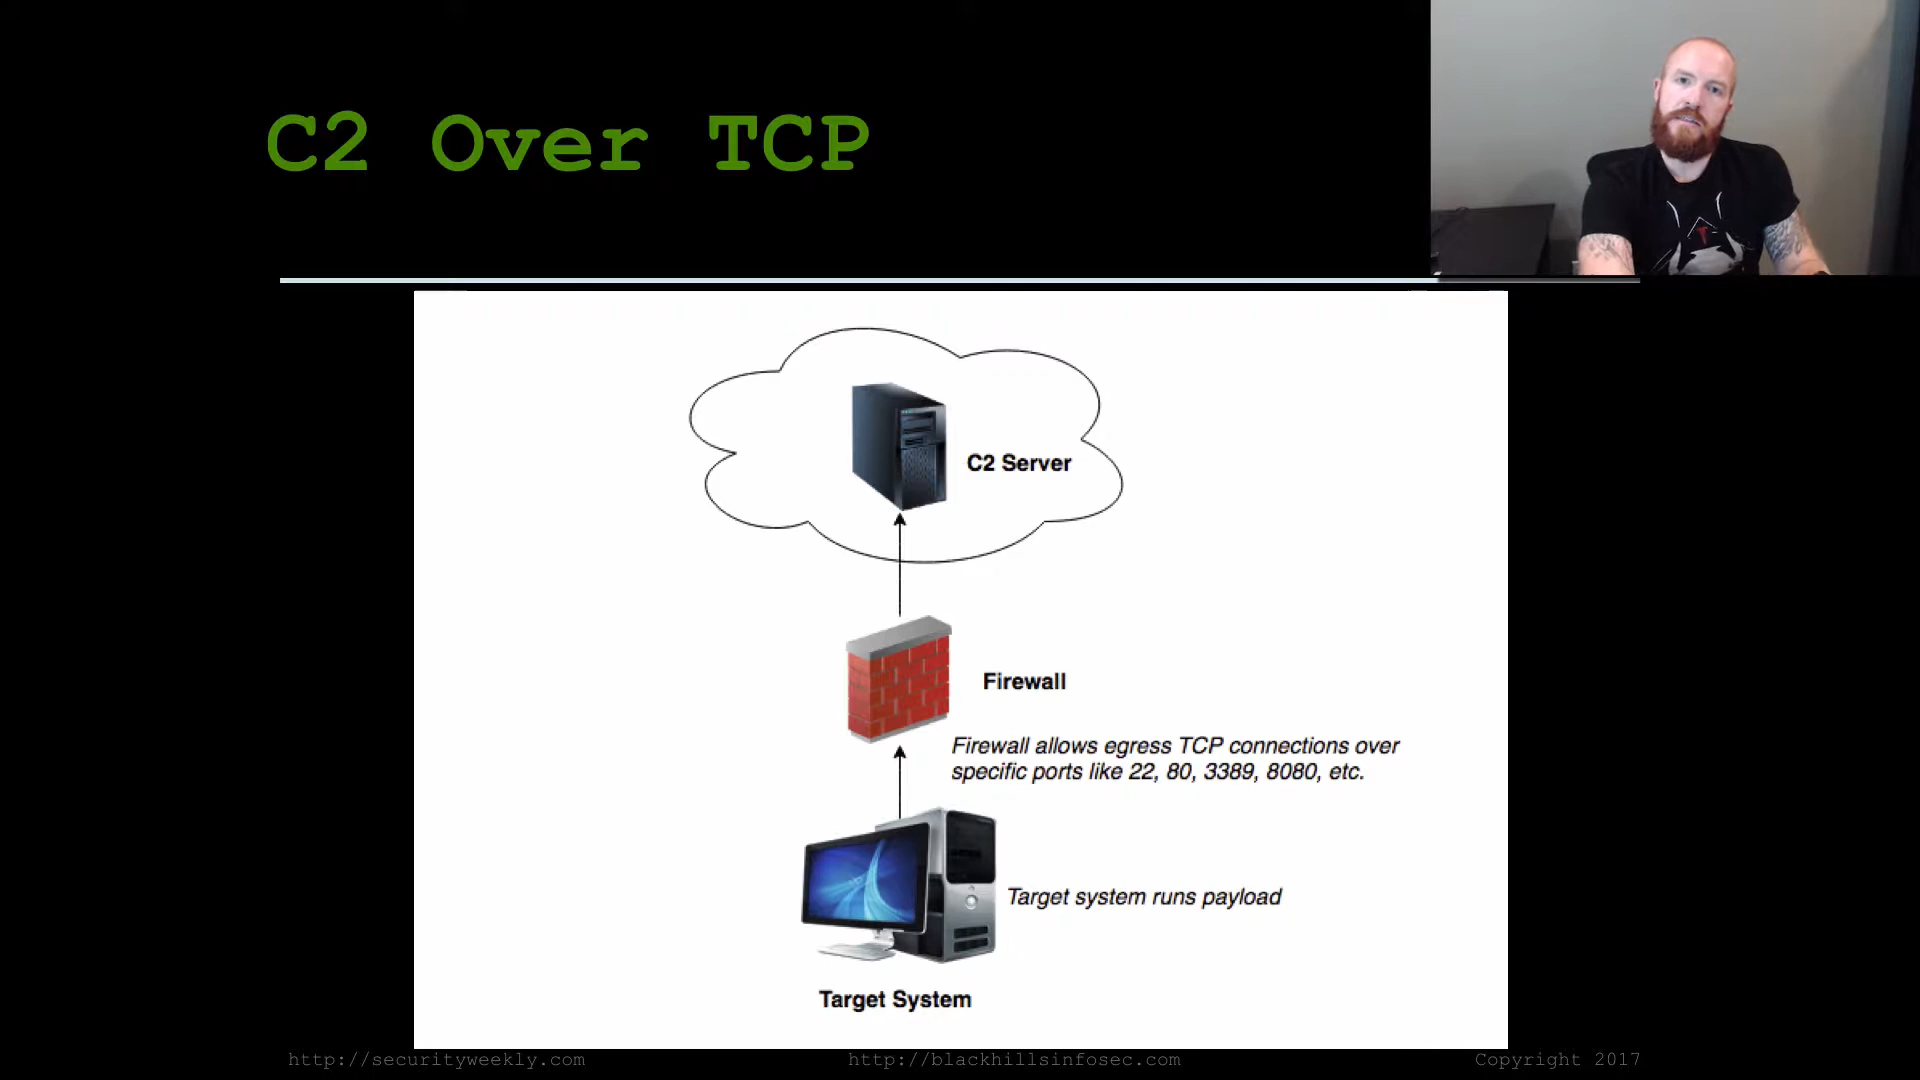 C2 Over TCP
C2 Server
Firewall
Firewall allows egress TCP connections over
specific ports like 22, 80, 3389, 8080, etc.
Target system runs payload
Target System
http://securityweekly.com
http://blackhillsinfosec.com
Copyright 2017